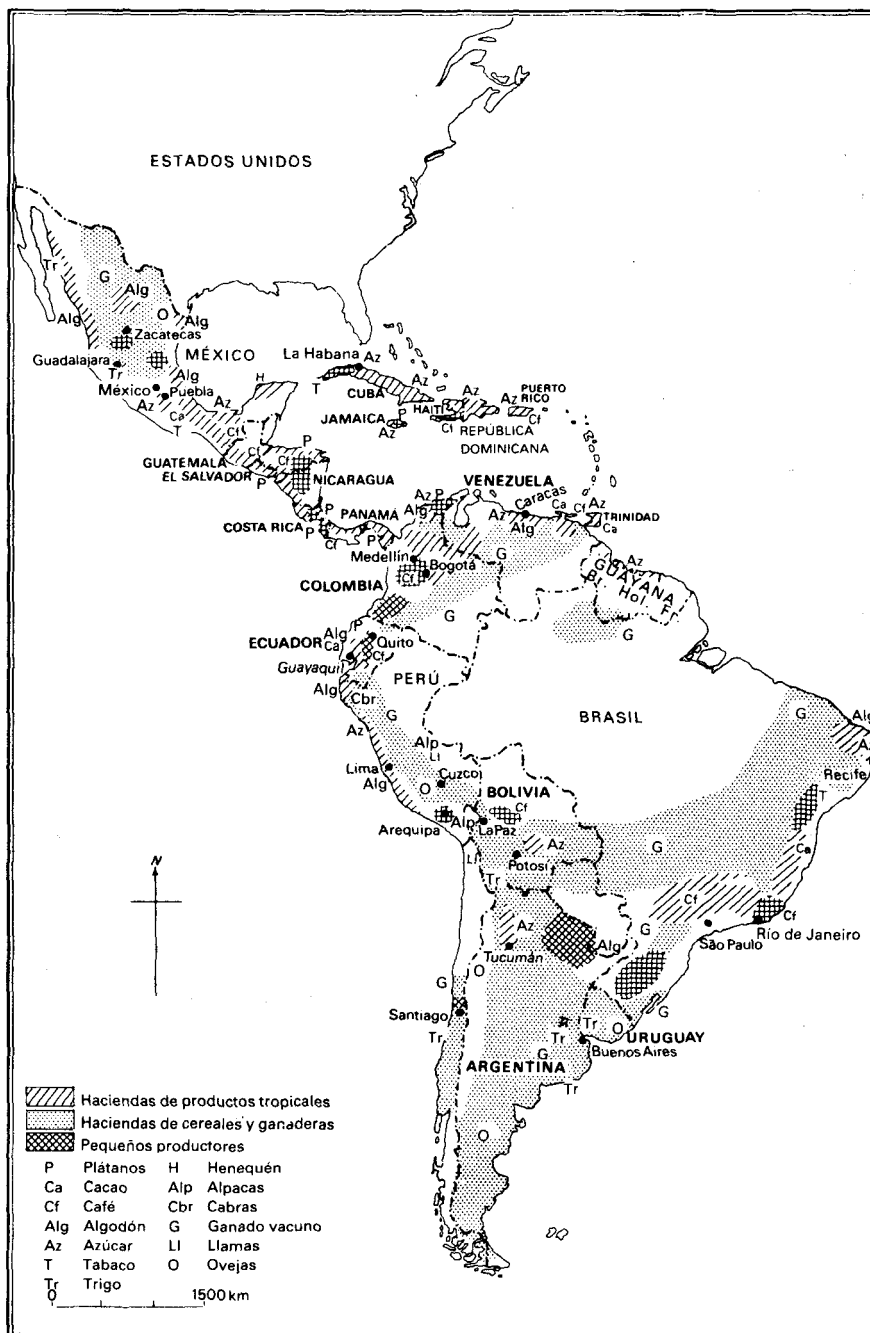 ESTADOS UNIDOS
Tr
G
Alg
O
Alg
Alg
Zacatecas
Guadalajara
MÉXICO
Tr
Alg
México
Puebla
Az
Az
Ca
T
H
Cf
La Habana
Az
T
CUBA
Az
Az
HAITÍ
Az
PUERTO
RICO
JAMAICA
Az
Cf
Cf
REPÚBLICA
DOMINICANA
P
Cf
Cf
GUATEMALA
EL SALVADOR
P
NICARAGUA
VENEZUELA
Az
P
Caracas
Ca
Cf
Az
P
PANAMÁ
Alg
Az
TRINIDAD
COSTA RICA
P
P
Alg
Ca
Cf
Medellín
G
Az
Bogotá
GUAYANA
Br.
Hol.
Fr.
COLOMBIA
Cf
G
G
P
Alg
ECUADOR
Ca
Quito
Cf
Guayaquil
PERÚ
Alg
Cbr
BRASIL
G
G
Alg
Az
Alp
Az
Ll
Recife
Lima
Cuzco
BOLIVIA
T
Alg
O
Cf
Arequipa
Alp
La Paz
G
Az
Ca
Ll
Potosí
Tr
Cf
Cf
Az
G
Río de Janeiro
Alg
São Paulo
Tucumán
N
O
G
G
Santiago
Tr
O
URUGUAY
Tr
Tr
Buenos Aires
G
ARGENTINA
Tr
O
Haciendas de productos tropicales
Haciendas de cereales y ganaderas
Pequeños productores
P Plátanos H Henequén
Ca Cacao Alp Alpacas
Cf Café Cbr Cabras
Alg Algodón G Ganado vacuno
Az Azúcar Ll Llamas
T Tabaco O Ovejas
Tr Trigo
0 1500 km